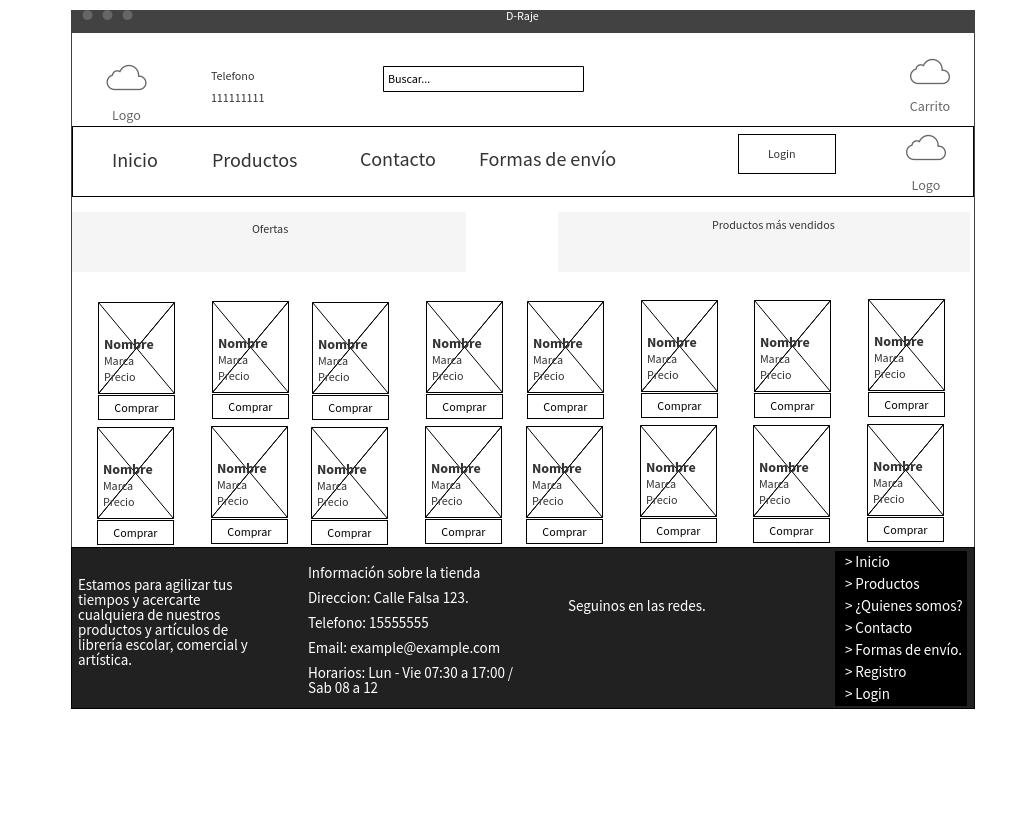 D-Raje
Telefono
111111111
Buscar...
Logo
Carrito
Inicio
Productos
Contacto
Formas de envío
Login
Logo
Ofertas
Productos más vendidos
Nombre Nombre Nombre Nombre Nombre Nombre Nombre Nombre
Marca Marca Marca Marca Marca Marca Marca Marca
Precio Precio Precio Precio Precio Precio Precio Precio
Comprar Comprar Comprar Comprar Comprar Comprar Comprar Comprar
Nombre Nombre Nombre Nombre Nombre Nombre Nombre Nombre
Marca Marca Marca Marca Marca Marca Marca Marca
Precio Precio Precio Precio Precio Precio Precio Precio
Comprar Comprar Comprar Comprar Comprar Comprar Comprar Comprar
Estamos para agilizar tus
tiempos y acercarte
cualquiera de nuestros
productos y artículos de
librería escolar, comercial y
artística.
Información sobre la tienda
Direccion: Calle Falsa 123.
Telefono: 15555555
Email: example@example.com
Horarios: Lun - Vie 07:30 a 17:00 /
Sab 08 a 12
Seguinos en las redes.
> Inicio
> Productos
> ¿Quienes somos?
> Contacto
> Formas de envío.
> Registro
> Login